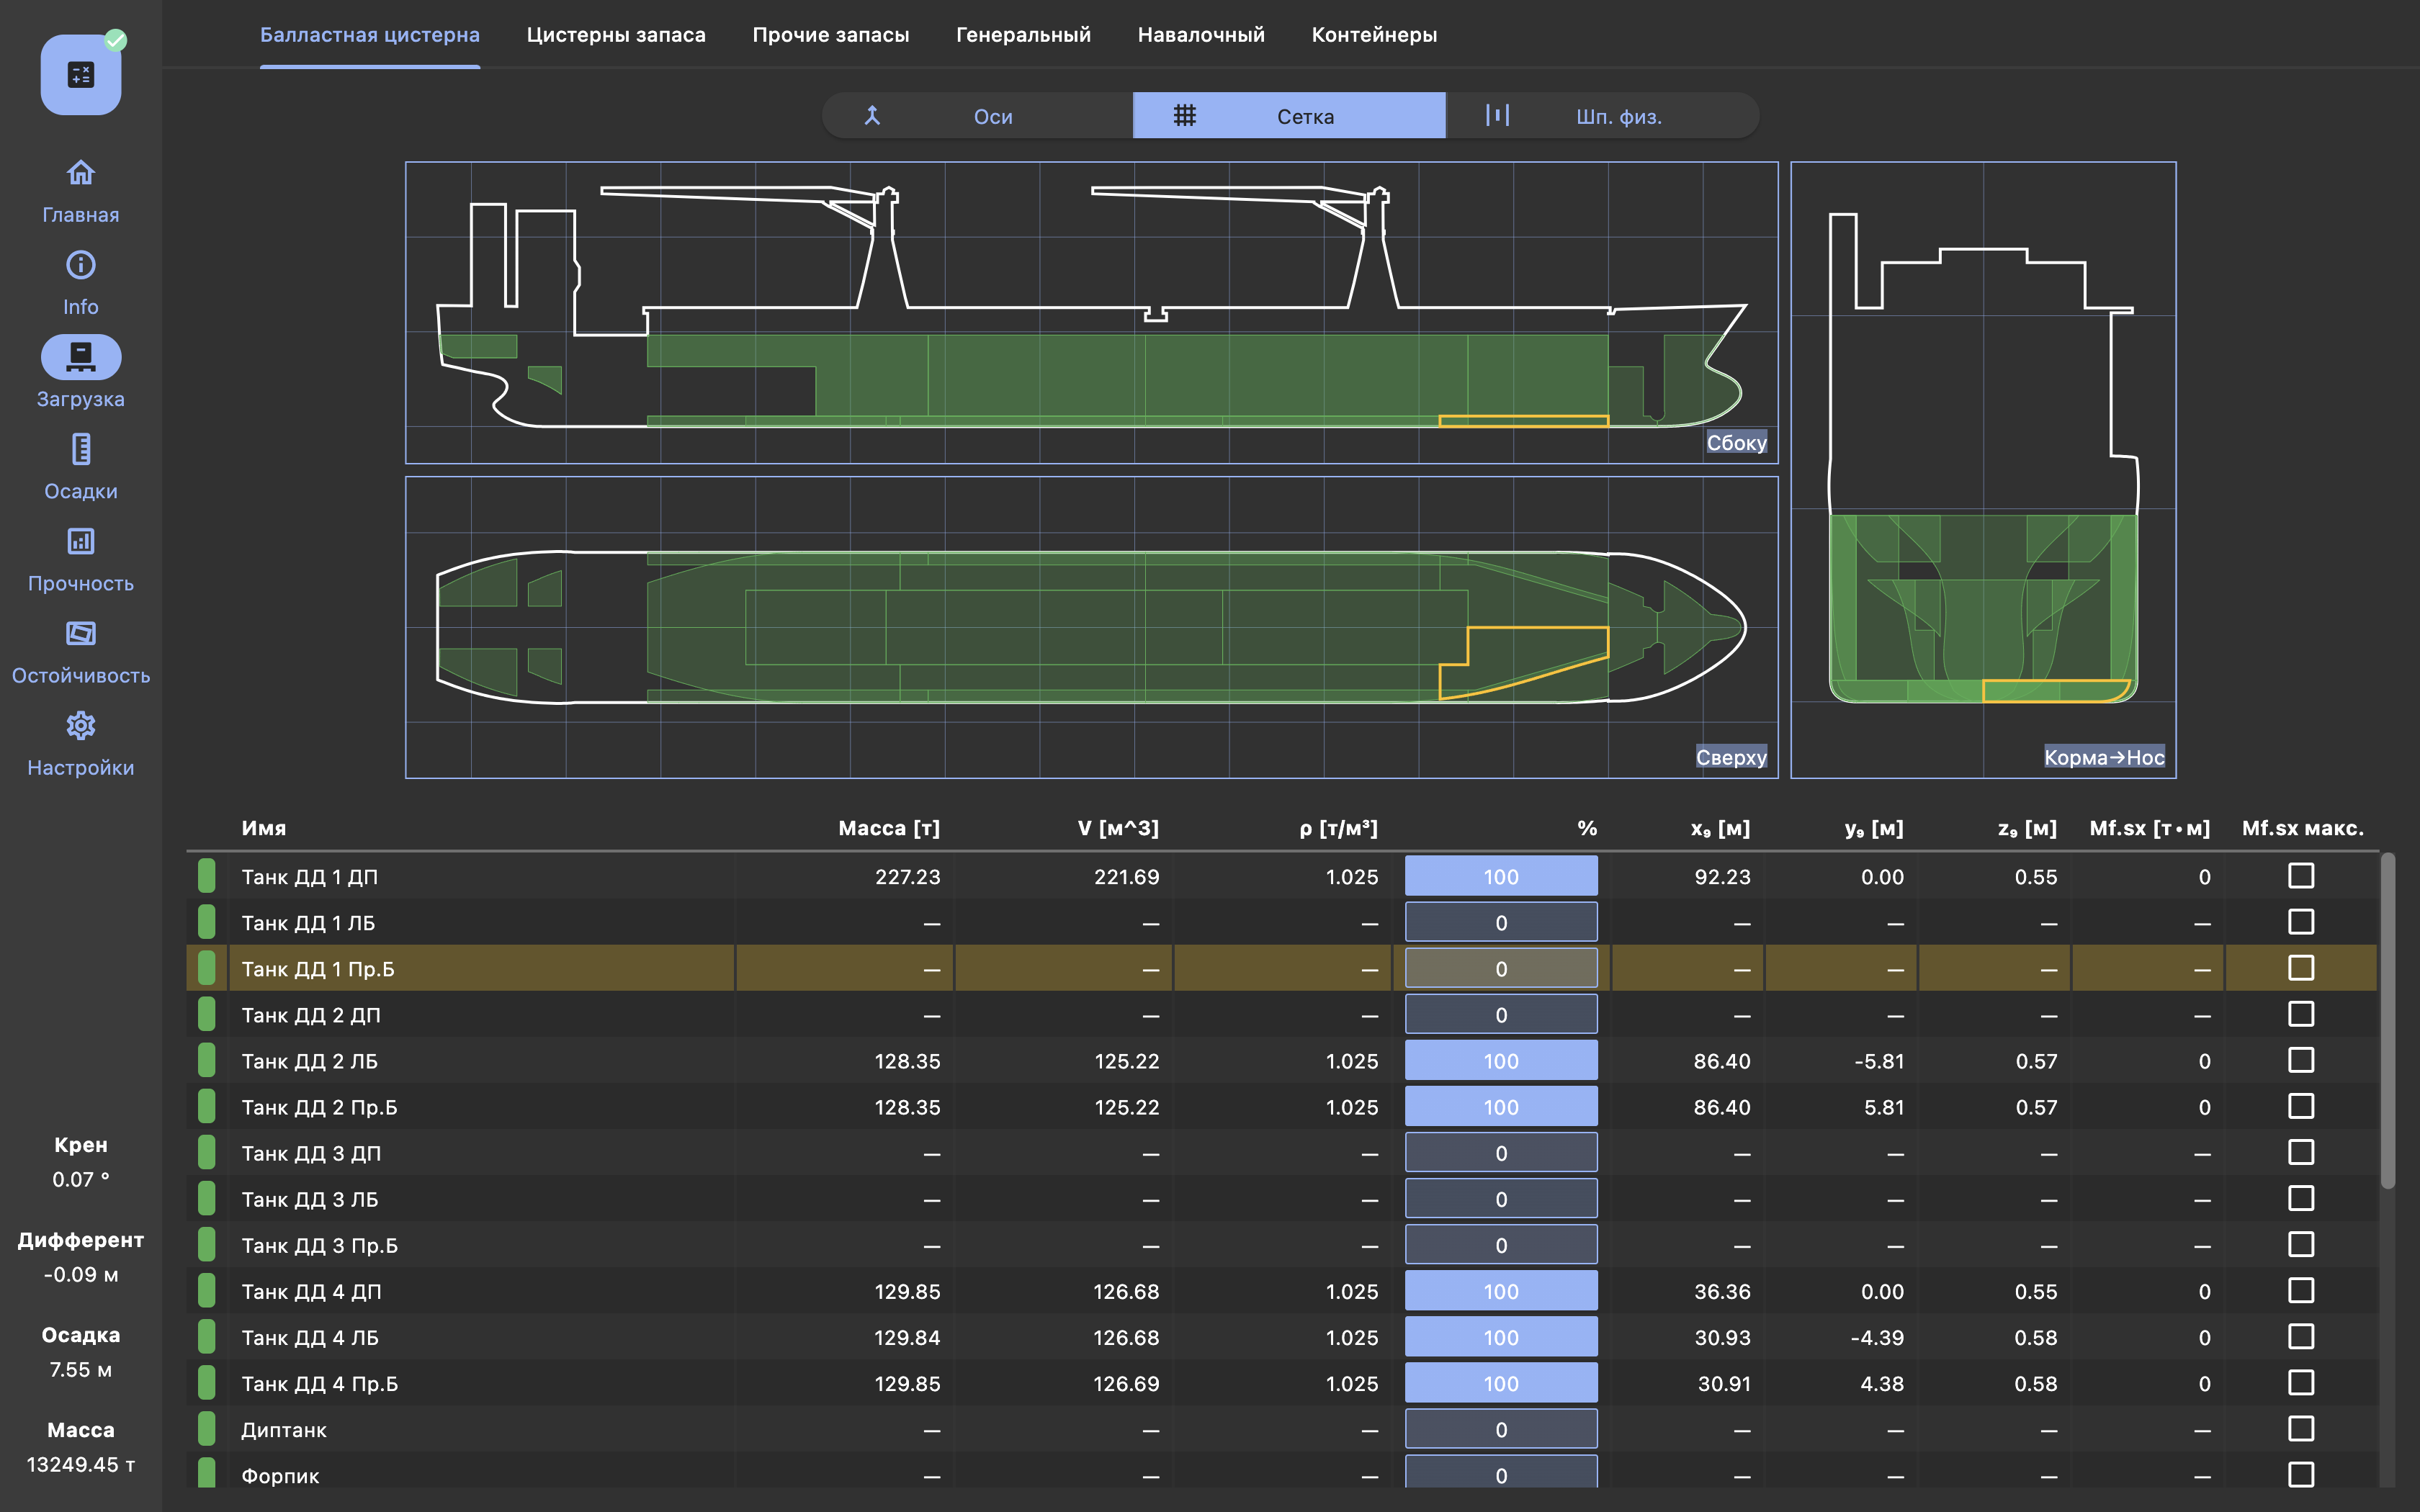 Балластная цистерна Цистерны запаса Прочие запасы Генеральный Навалочный Контейнеры
Оси Сетка Шп. физ.
Главная
Info
Загрузка
Осадки
Прочность
Остойчивость
Настройки
Крен
0.07 °
Дифферент
-0.09 м
Осадка
7.55 м
Масса
13249.45 т
Сбоку
Сверху
Корма→Нос
Имя Масса [т] V [м^3] ρ [т/м³] % x₉ [м] y₉ [м] z₉ [м] Mf.sx [т•м] Mf.sx макс.
Танк ДД 1 ДП 227.23 221.69 1.025 100 92.23 0.00 0.55 0
Танк ДД 1 ЛБ — — — 0 — — — —
Танк ДД 1 Пр.Б — — — 0 — — — —
Танк ДД 2 ДП — — — 0 — — — —
Танк ДД 2 ЛБ 128.35 125.22 1.025 100 86.40 -5.81 0.57 0
Танк ДД 2 Пр.Б 128.35 125.22 1.025 100 86.40 5.81 0.57 0
Танк ДД 3 ДП — — — 0 — — — —
Танк ДД 3 ЛБ — — — 0 — — — —
Танк ДД 3 Пр.Б — — — 0 — — — —
Танк ДД 4 ДП 129.85 126.68 1.025 100 36.36 0.00 0.55 0
Танк ДД 4 ЛБ 129.84 126.68 1.025 100 30.93 -4.39 0.58 0
Танк ДД 4 Пр.Б 129.85 126.69 1.025 100 30.91 4.38 0.58 0
Диптанк — — — 0 — — — —
Форпик — — — 0 — — — —